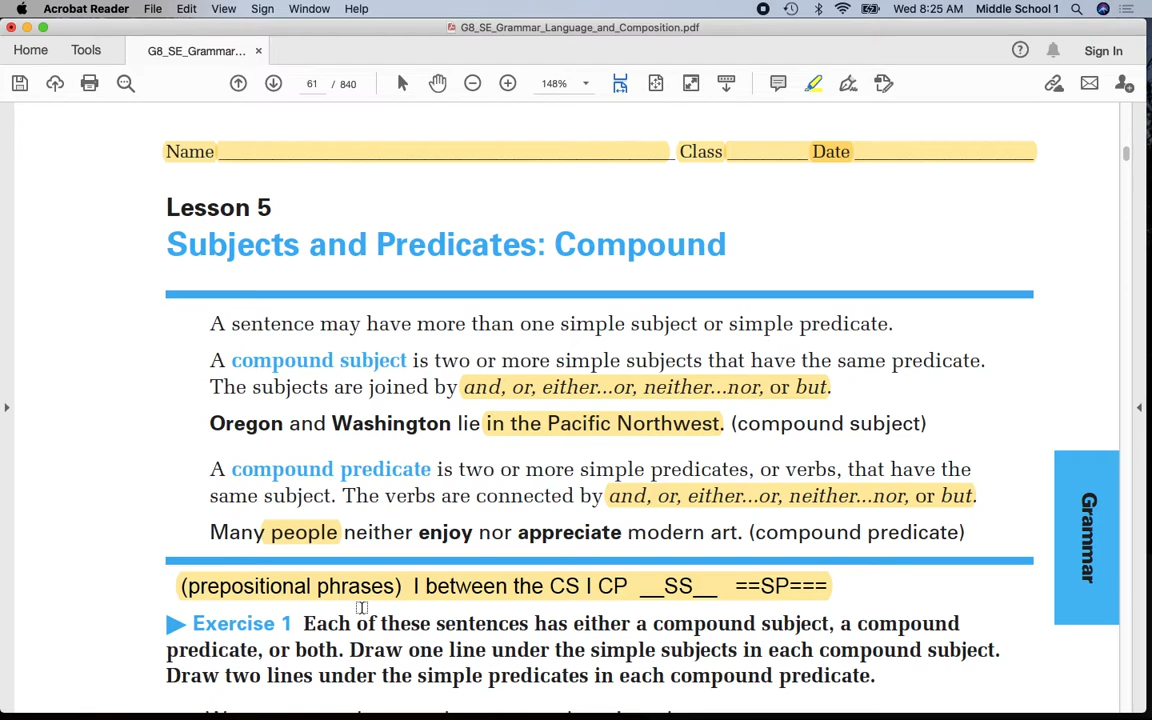 Acrobat Reader File Edit View Sign Window Help Wed 8:25 AM Middle School 1
G8_SE_Grammar_Language_and_Composition.pdf
Home Tools G8_SE_Grammar... × Sign In
61 / 840 148%
Name Class Date
Lesson 5
Subjects and Predicates: Compound
A sentence may have more than one simple subject or simple predicate.
A compound subject is two or more simple subjects that have the same predicate.
The subjects are joined by and, or, either...or, neither...nor, or but.
Oregon and Washington lie in the Pacific Northwest. (compound subject)
A compound predicate is two or more simple predicates, or verbs, that have the
same subject. The verbs are connected by and, or, either...or, neither...nor, or but.
Many people neither enjoy nor appreciate modern art. (compound predicate)
Grammar
(prepositional phrases) I between the CS I CP __SS__ ==SP===
Exercise 1 Each of these sentences has either a compound subject, a compound
predicate, or both. Draw one line under the simple subjects in each compound subject.
Draw two lines under the simple predicates in each compound predicate.